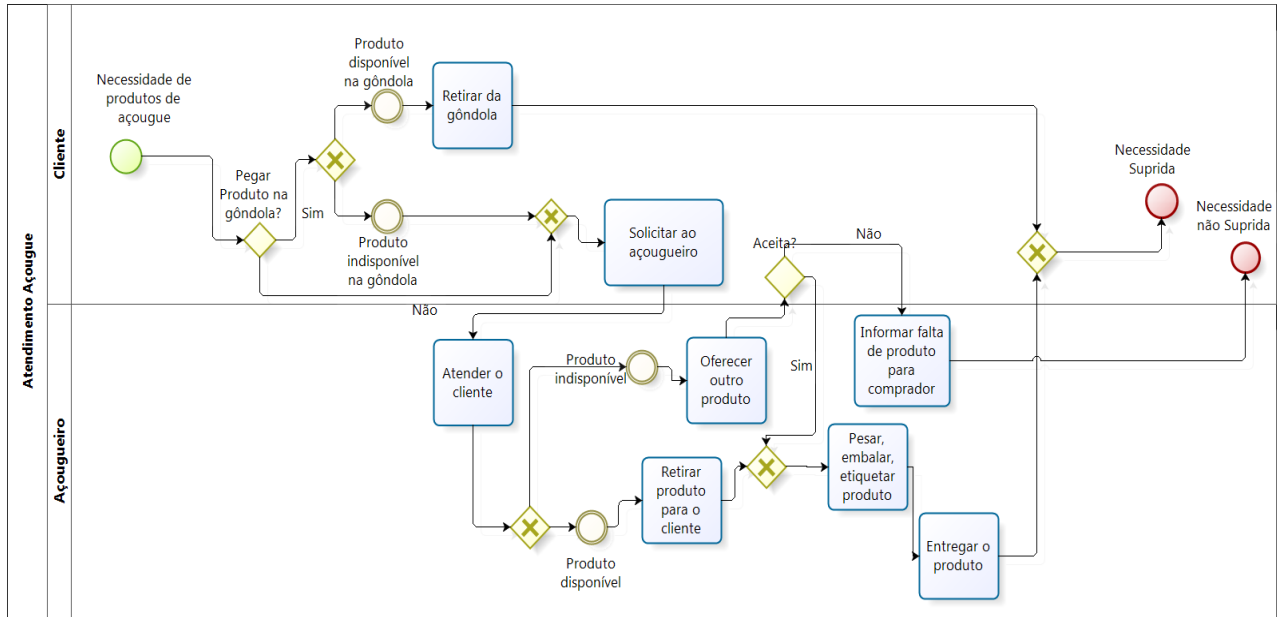 Atendimento Açougue
Cliente
Necessidade de
produtos de
açougue
Pegar
Produto na
gôndola?
Sim
Não
Produto
disponível
na gôndola
Retirar da
gôndola
Produto
indisponível
na gôndola
Solicitar ao
açougueiro
Aceita?
Não
Sim
Necessidade
Suprida
Necessidade
não Suprida
Açougueiro
Atender o
cliente
Produto
indisponível
Oferecer
outro
produto
Informar falta
de produto
para
comprador
Produto
disponível
Retirar
produto
para o
cliente
Pesar,
embalar,
etiquetar
produto
Entregar o
produto